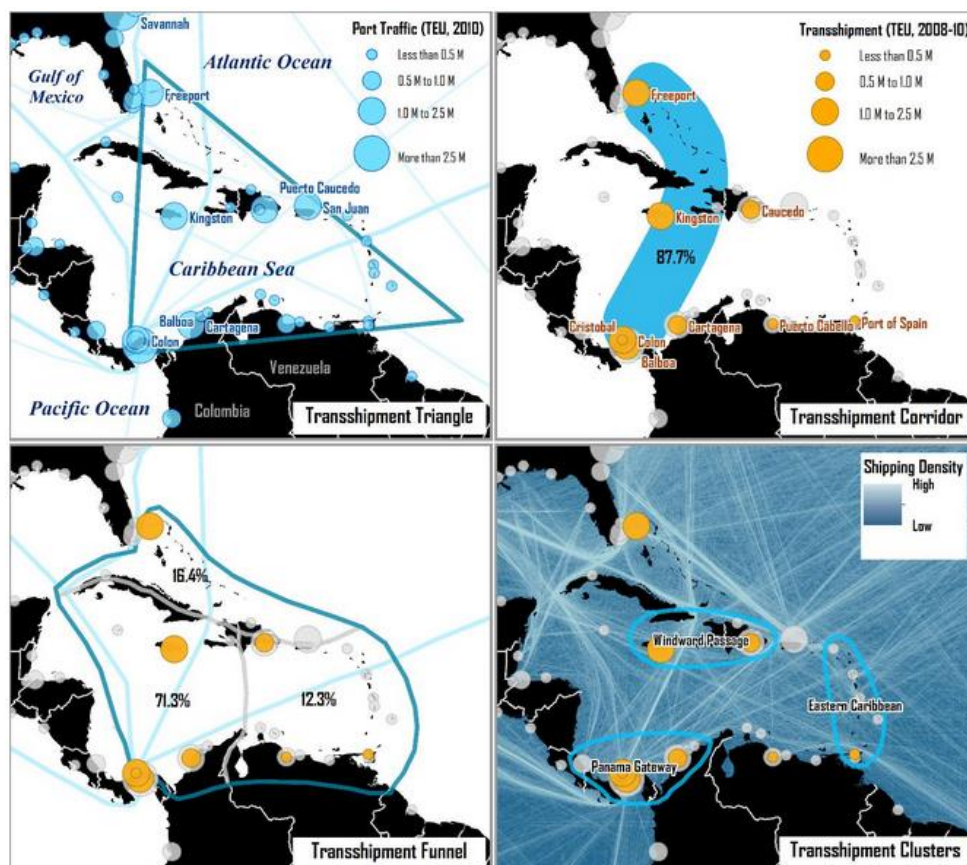 Savannah
Port Traffic (TEU, 2010)
Less than 0.5 M
0.5 M to 1.0 M
1.0 M to 2.5 M
More than 2.5 M
Atlantic Ocean
Gulf of
Mexico
Freeport
Puerto Caucedo
San Juan
Kingston
Caribbean Sea
Balboa
Cartagena
Colon
Venezuela
Pacific Ocean
Colombia
Transshipment Triangle
Transshipment (TEU, 2008-10)
Less than 0.5 M
0.5 M to 1.0 M
1.0 M to 2.5 M
More than 2.5 M
Freeport
Kingston
Caucedo
87.7%
Cristobal
Cartagena
Puerto Cabello
Port of Spain
Colon
Balboa
Transshipment Corridor
16.4%
71.3%
12.3%
Transshipment Funnel
Shipping Density
High
Low
Windward Passage
Eastern Caribbean
Panama Gateway
Transshipment Clusters